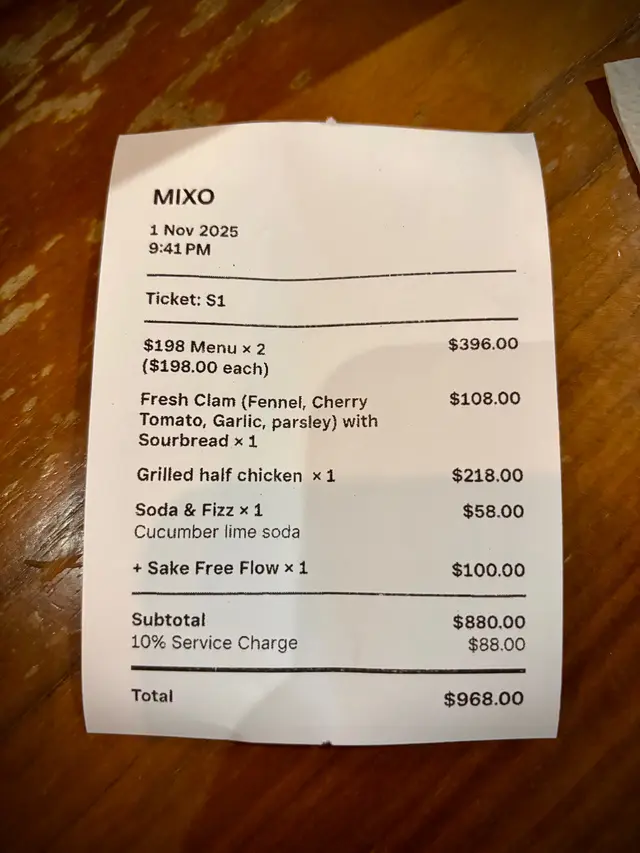 MIXO
1 Nov 2025
9:41 PM
Ticket: S1
$198 Menu × 2 $396.00
($198.00 each)
Fresh Clam (Fennel, Cherry $108.00
Tomato, Garlic, parsley) with
Sourbread × 1
Grilled half chicken × 1 $218.00
Soda & Fizz × 1 $58.00
Cucumber lime soda
+ Sake Free Flow × 1 $100.00
Subtotal $880.00
10% Service Charge $88.00
Total $968.00